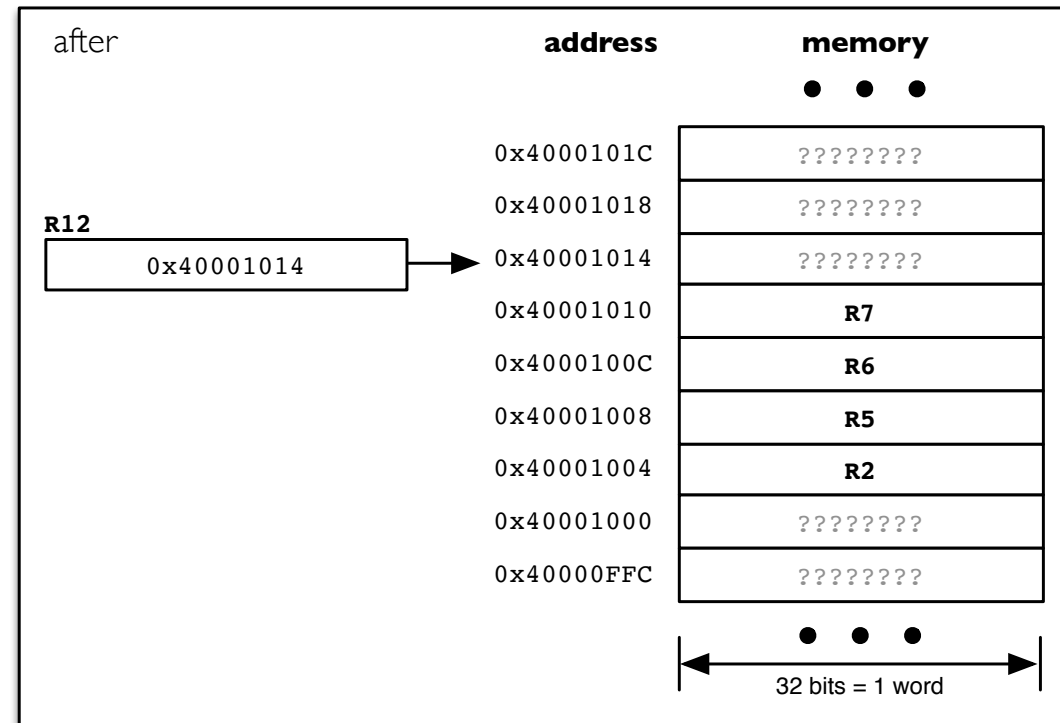 after address memory
• • •
0x4000101C ????????
0x40001018 ????????
R12
0x40001014 0x40001014 ????????
0x40001010 R7
0x4000100C R6
0x40001008 R5
0x40001004 R2
0x40001000 ????????
0x40000FFC ????????
• • •
32 bits = 1 word